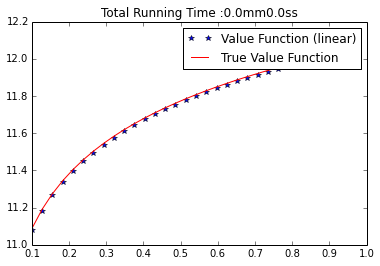 Total Running Time :0.0mm0.0ss
12.2
12.0
11.8
11.6
11.4
11.2
11.0
Value Function (linear)
True Value Function
0.1 0.2 0.3 0.4 0.5 0.6 0.7 0.8 0.9 1.0